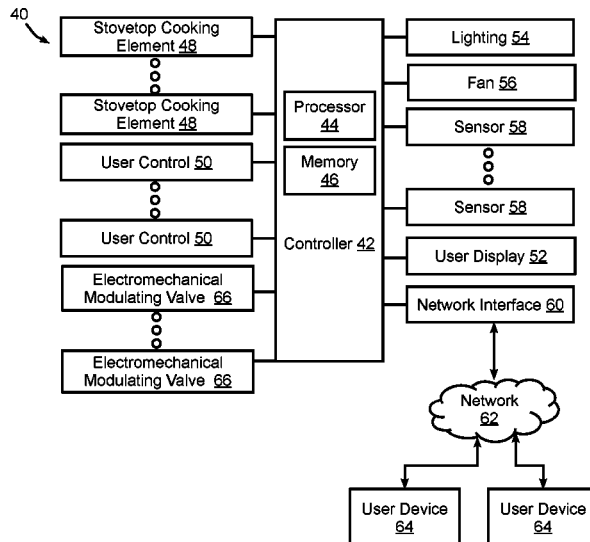 40
Stovetop Cooking
Element 48
Stovetop Cooking
Element 48
User Control 50
User Control 50
Electromechanical
Modulating Valve 66
Electromechanical
Modulating Valve 66
Processor
44
Memory
46
Controller 42
Lighting 54
Fan 56
Sensor 58
Sensor 58
User Display 52
Network Interface 60
Network
62
User Device
64
User Device
64